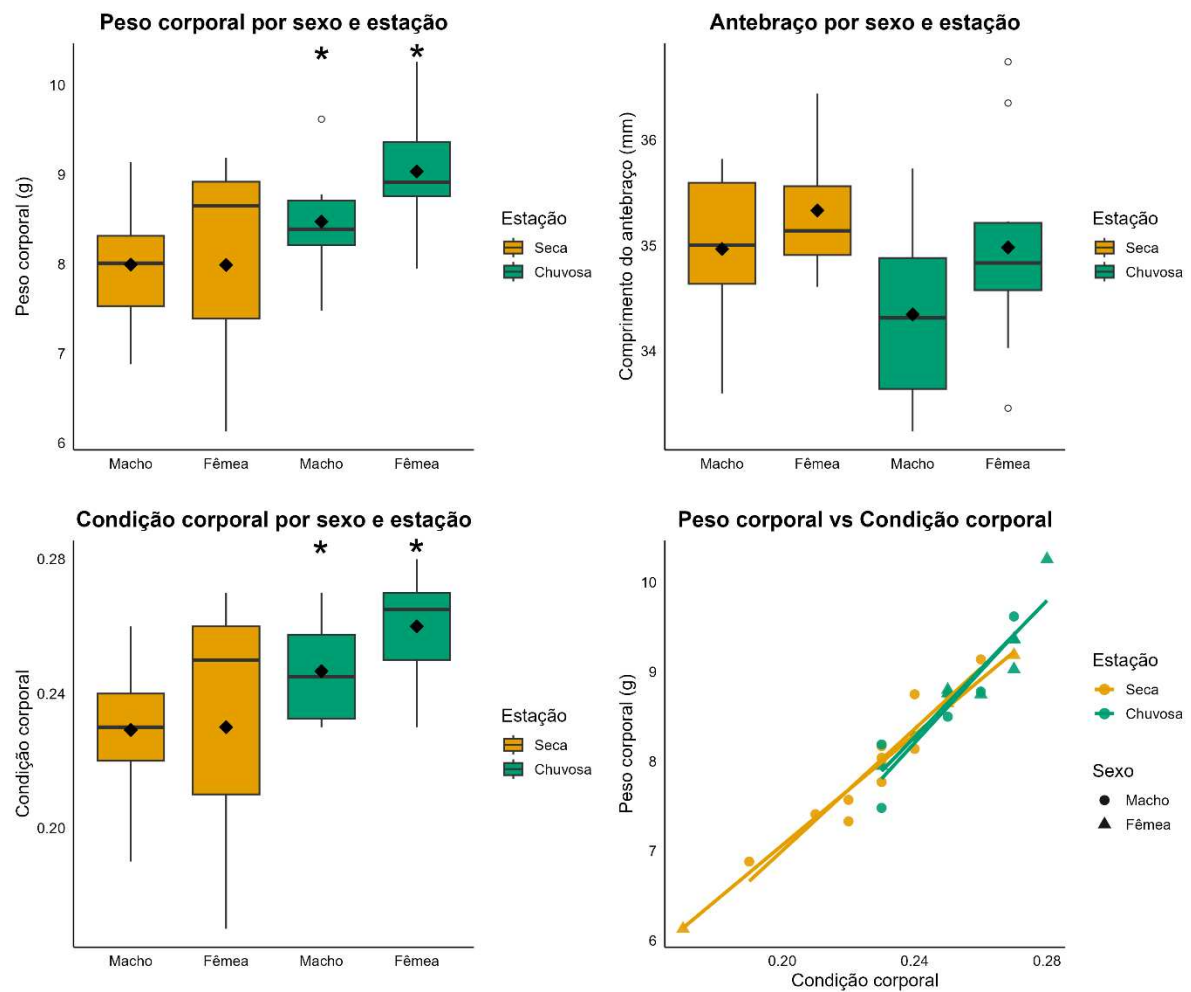 Peso corporal por sexo e estação
*
*
10
9
8
7
6
Peso corporal (g)
Macho
Fêmea
Macho
Fêmea
Estação
Seca
Chuvosa
Antebraço por sexo e estação
36
35
34
Comprimento do antebraço (mm)
Macho
Fêmea
Macho
Fêmea
Estação
Seca
Chuvosa
Condição corporal por sexo e estação
*
*
0.28
0.24
0.20
Condição corporal
Macho
Fêmea
Macho
Fêmea
Estação
Seca
Chuvosa
Peso corporal vs Condição corporal
10
9
8
7
6
Peso corporal (g)
0.20
0.24
0.28
Condição corporal
Estação
Seca
Chuvosa
Sexo
Macho
Fêmea